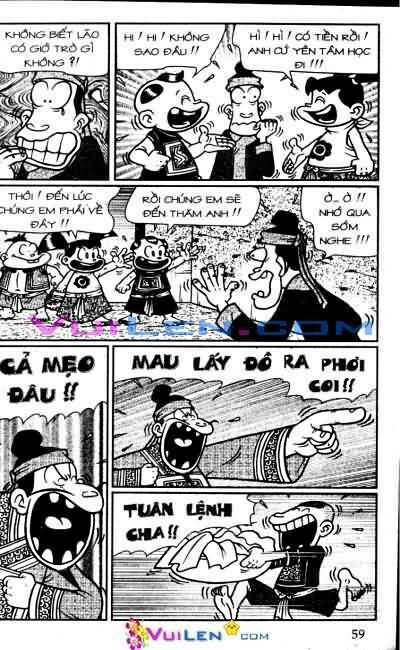 KHÔNG BIẾT LÃO
CÓ GIỞ TRÒ GÌ
KHÔNG ?!
HI ! HI ! KHÔNG
SAO ĐÂU !!
HÌ ! HÌ ! CÓ TIỀN RỒI !
ANH CỨ YÊN TÂM HỌC
ĐI !!!
THÔI ! ĐẾN LÚC
CHÚNG EM PHẢI VỀ
ĐÂY !!
RỒI CHÚNG EM SẼ
ĐẾN THĂM ANH !!
Ờ.. Ờ !!
NHỚ QUA
SỚM
NGHE !!!
VUILEN.COM
CẢ MẸO
ĐÂU !!
MAU LẤY ĐỒ RA PHƠI
COI !!
TUÂN LỆNH
CHA !!
59
VUILEN.COM